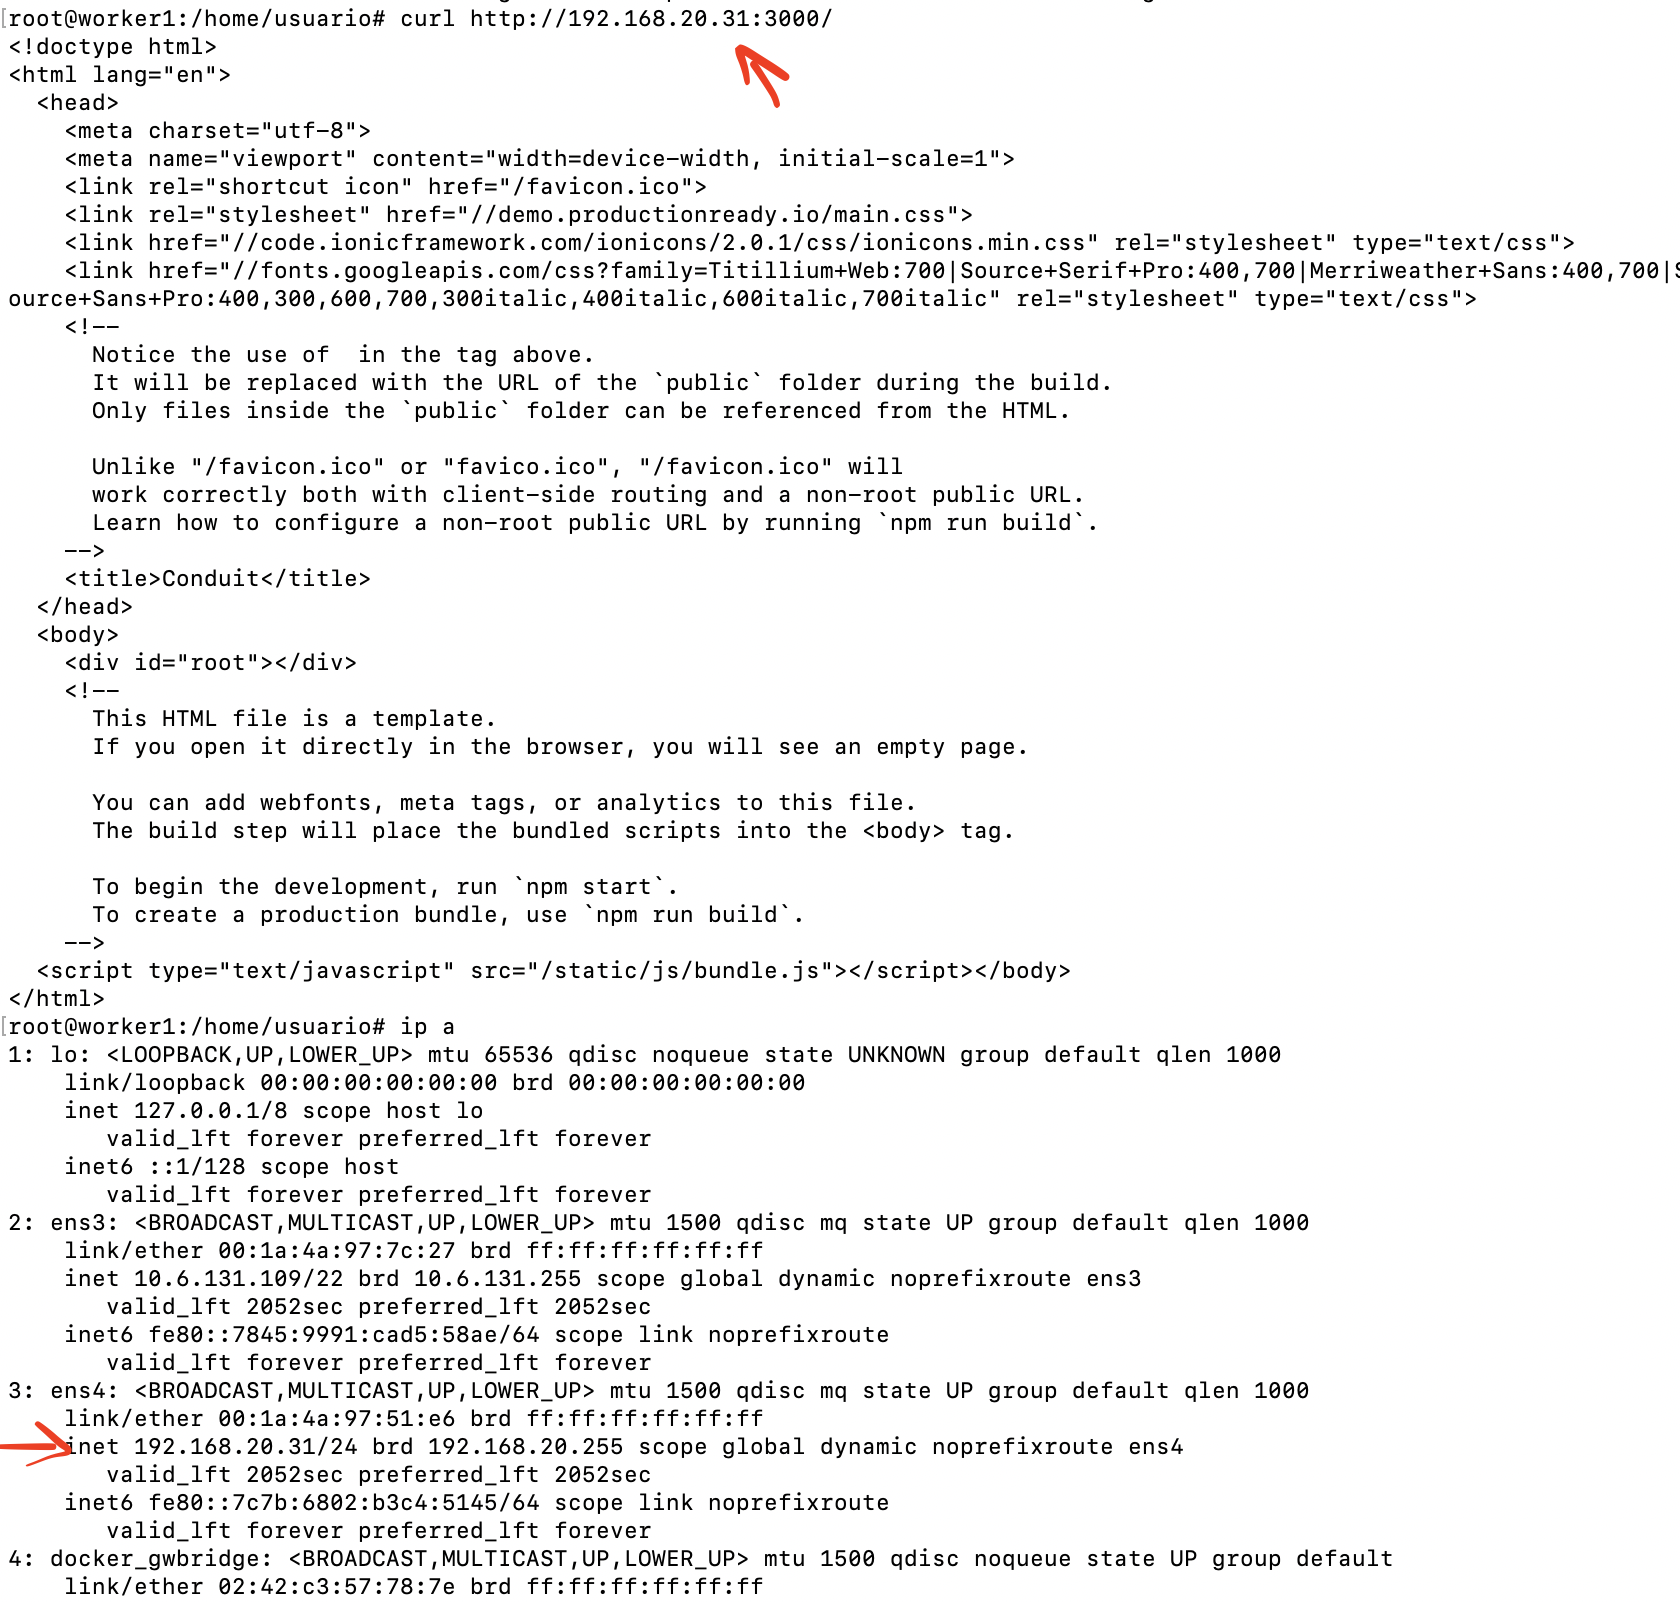 [root@worker1:/home/usuario# curl http://192.168.20.31:3000/
<!doctype html>
<html lang="en">
  <head>
    <meta charset="utf-8">
    <meta name="viewport" content="width=device-width, initial-scale=1">
    <link rel="shortcut icon" href="/favicon.ico">
    <link rel="stylesheet" href="//demo.productionready.io/main.css">
    <link href="//code.ionicframework.com/ionicons/2.0.1/css/ionicons.min.css" rel="stylesheet" type="text/css">
    <link href="//fonts.googleapis.com/css?family=Titillium+Web:700|Source+Serif+Pro:400,700|Merriweather+Sans:400,700|S
ource+Sans+Pro:400,300,600,700,300italic,400italic,600italic,700italic" rel="stylesheet" type="text/css">
    <!--
      Notice the use of  in the tag above.
      It will be replaced with the URL of the `public` folder during the build.
      Only files inside the `public` folder can be referenced from the HTML.

      Unlike "/favicon.ico" or "favico.ico", "/favicon.ico" will
      work correctly both with client-side routing and a non-root public URL.
      Learn how to configure a non-root public URL by running `npm run build`.
    -->
    <title>Conduit</title>
  </head>
  <body>
    <div id="root"></div>
    <!--
      This HTML file is a template.
      If you open it directly in the browser, you will see an empty page.

      You can add webfonts, meta tags, or analytics to this file.
      The build step will place the bundled scripts into the <body> tag.

      To begin the development, run `npm start`.
      To create a production bundle, use `npm run build`.
    -->
  <script type="text/javascript" src="/static/js/bundle.js"></script></body>
</html>
[root@worker1:/home/usuario# ip a
1: lo: <LOOPBACK,UP,LOWER_UP> mtu 65536 qdisc noqueue state UNKNOWN group default qlen 1000
    link/loopback 00:00:00:00:00:00 brd 00:00:00:00:00:00
    inet 127.0.0.1/8 scope host lo
       valid_lft forever preferred_lft forever
    inet6 ::1/128 scope host
       valid_lft forever preferred_lft forever
2: ens3: <BROADCAST,MULTICAST,UP,LOWER_UP> mtu 1500 qdisc mq state UP group default qlen 1000
    link/ether 00:1a:4a:97:7c:27 brd ff:ff:ff:ff:ff:ff
    inet 10.6.131.109/22 brd 10.6.131.255 scope global dynamic noprefixroute ens3
       valid_lft 2052sec preferred_lft 2052sec
    inet6 fe80::7845:9991:cad5:58ae/64 scope link noprefixroute
       valid_lft forever preferred_lft forever
3: ens4: <BROADCAST,MULTICAST,UP,LOWER_UP> mtu 1500 qdisc mq state UP group default qlen 1000
    link/ether 00:1a:4a:97:51:e6 brd ff:ff:ff:ff:ff:ff
    inet 192.168.20.31/24 brd 192.168.20.255 scope global dynamic noprefixroute ens4
       valid_lft 2052sec preferred_lft 2052sec
    inet6 fe80::7c7b:6802:b3c4:5145/64 scope link noprefixroute
       valid_lft forever preferred_lft forever
4: docker_gwbridge: <BROADCAST,MULTICAST,UP,LOWER_UP> mtu 1500 qdisc noqueue state UP group default
    link/ether 02:42:c3:57:78:7e brd ff:ff:ff:ff:ff:ff